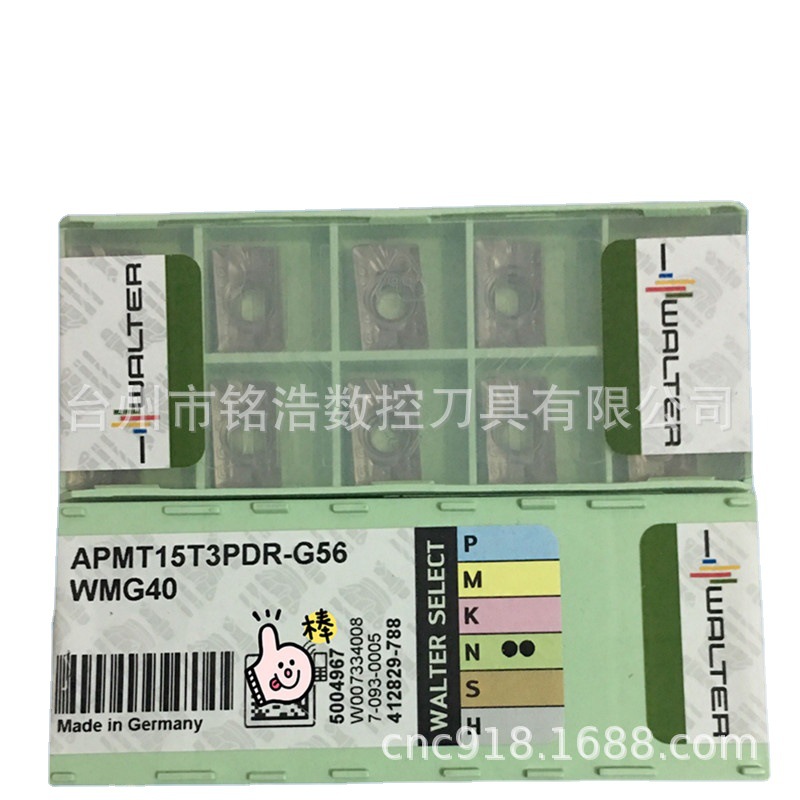 WALTER
WALTER
台州市铭浩数控刀具有限公司
APMT15T3PDR-G56
WMG40
棒
5004967
W007334008
7-093-0005
412829-788
Made in Germany
WALTER SELECT
P
M
K
N
S
H
WALTER
cnc918.1688.com